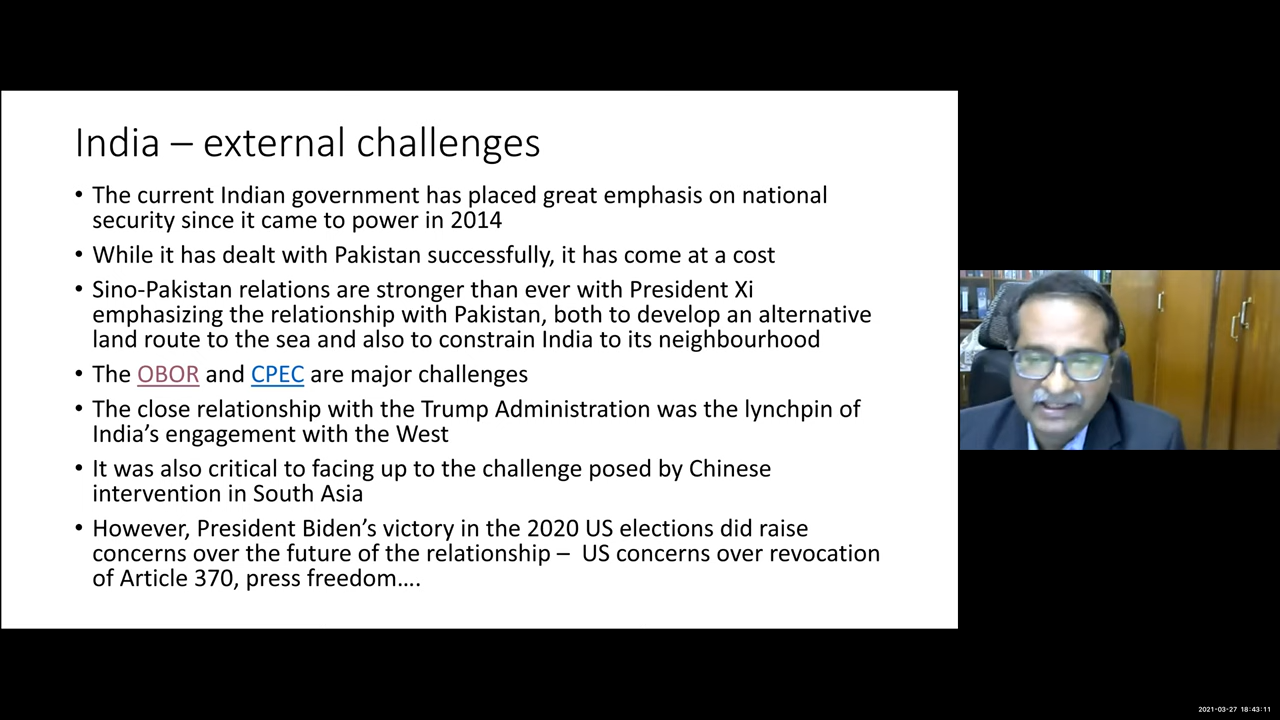 India – external challenges
• The current Indian government has placed great emphasis on national
security since it came to power in 2014
• While it has dealt with Pakistan successfully, it has come at a cost
• Sino-Pakistan relations are stronger than ever with President Xi
emphasizing the relationship with Pakistan, both to develop an alternative
land route to the sea and also to constrain India to its neighbourhood
• The OBOR and CPEC are major challenges
• The close relationship with the Trump Administration was the lynchpin of
India’s engagement with the West
• It was also critical to facing up to the challenge posed by Chinese
intervention in South Asia
• However, President Biden’s victory in the 2020 US elections did raise
concerns over the future of the relationship – US concerns over revocation
of Article 370, press freedom….
2021-03-27 18:43:11